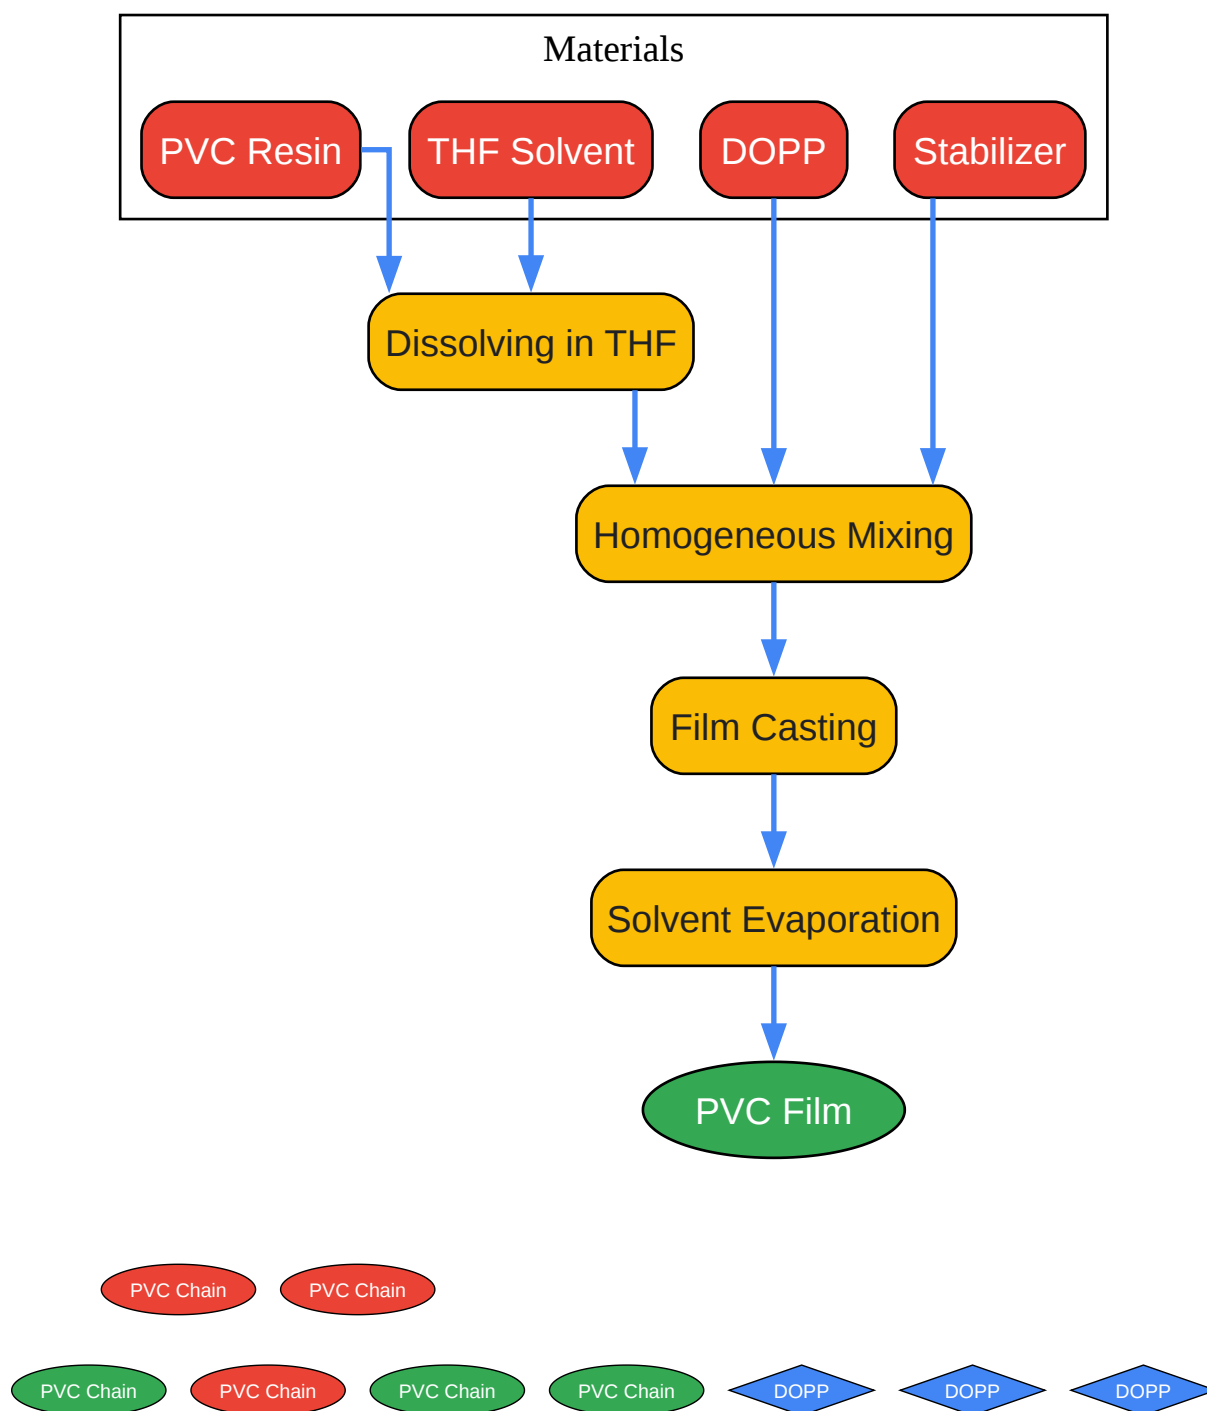 Materials
PVC Resin
THF Solvent
DOPP
Stabilizer
Dissolving in THF
Homogeneous Mixing
Film Casting
Solvent Evaporation
PVC Film
PVC Chain
PVC Chain
PVC Chain
PVC Chain
PVC Chain
PVC Chain
DOPP
DOPP
DOPP